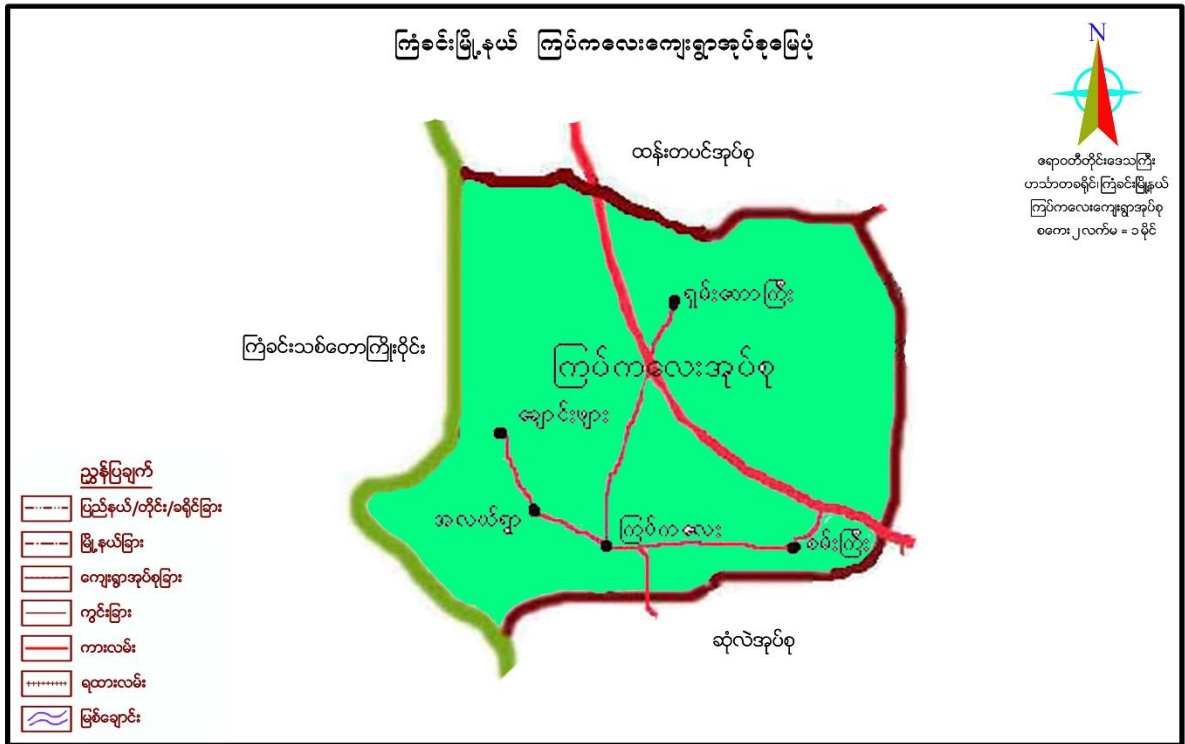 ကြံခင်းမြို့နယ် ကြပ်ကလေးကျေးရွာအုပ်စုမြေပုံ
N
ဧရာဝတီတိုင်းဒေသကြီး
ဟင်္သာတခရိုင်၊ကြံခင်းမြို့နယ်
ကြပ်ကလေးကျေးရွာအုပ်စု
စကေး၂လက်မ = ၁မိုင်
ထန်းတပင်အုပ်စု
ရှမ်းတောကြီး
ကြံခင်းသစ်တောကြိုးဝိုင်း
ကြပ်ကလေးအုပ်စု
ချောင်းဖျား
အလယ်ရွာ
ကြပ်ကလေး
စမ်းကြီး
ဆုံလဲအုပ်စု
ညွှန်ပြချက်
ပြည်နယ်/တိုင်း/ခရိုင်ခြား
မြို့နယ်ခြား
ကျေးရွာအုပ်စုခြား
ကွင်းခြား
ကားလမ်း
ရထားလမ်း
မြစ်ချောင်း